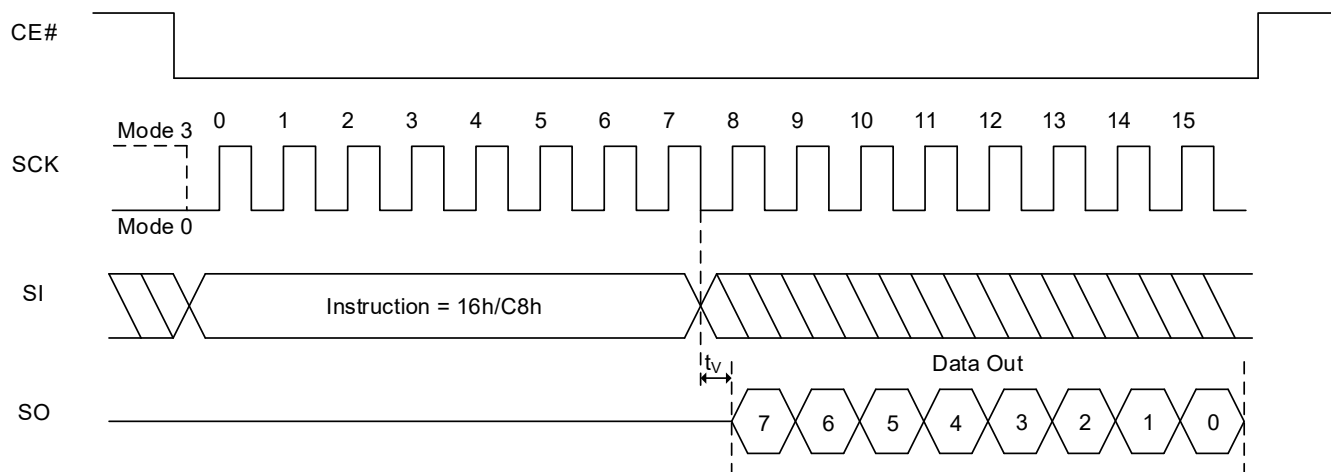 CE#
0 1 2 3 4 5 6 7 8 9 10 11 12 13 14 15
Mode 3
SCK
Mode 0
SI
Instruction = 16h/C8h
tV
Data Out
SO
7 6 5 4 3 2 1 0